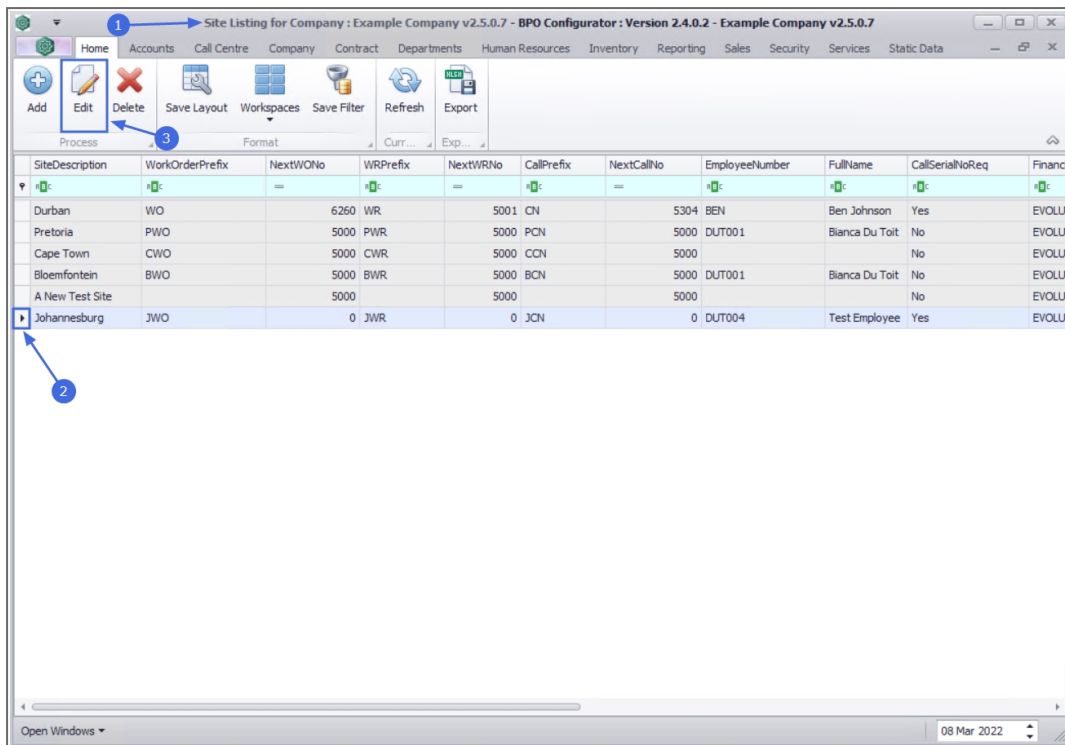 1 Site Listing for Company : Example Company v2.5.0.7 - BPO Configurator : Version 2.4.0.2 - Example Company v2.5.0.7
Home Accounts Call Centre Company Contract Departments Human Resources Inventory Reporting Sales Security Services Static Data
Add Edit Delete Save Layout Workspaces Save Filter Refresh Export
3
Process Format Curr... Exp...
SiteDescription WorkOrderPrefix NextWONo WRPrefix NextWRNo CallPrefix NextCallNo EmployeeNumber FullName CallSerialNoReq Financ
Durban WO 6260 WR 5001 CN 5304 BEN Ben Johnson Yes EVOLU
Pretoria PWO 5000 PWR 5000 PCN 5000 DUT001 Bianca Du Toit No EVOLU
Cape Town CWO 5000 CWR 5000 CCN 5000 No EVOLU
Bloemfontein BWO 5000 BWR 5000 BCN 5000 DUT001 Bianca Du Toit No EVOLU
A New Test Site 5000 5000 5000 No EVOLU
Johannesburg JWO 0 JWR 0 JCN 0 DUT004 Test Employee Yes EVOLU
2
Open Windows 08 Mar 2022